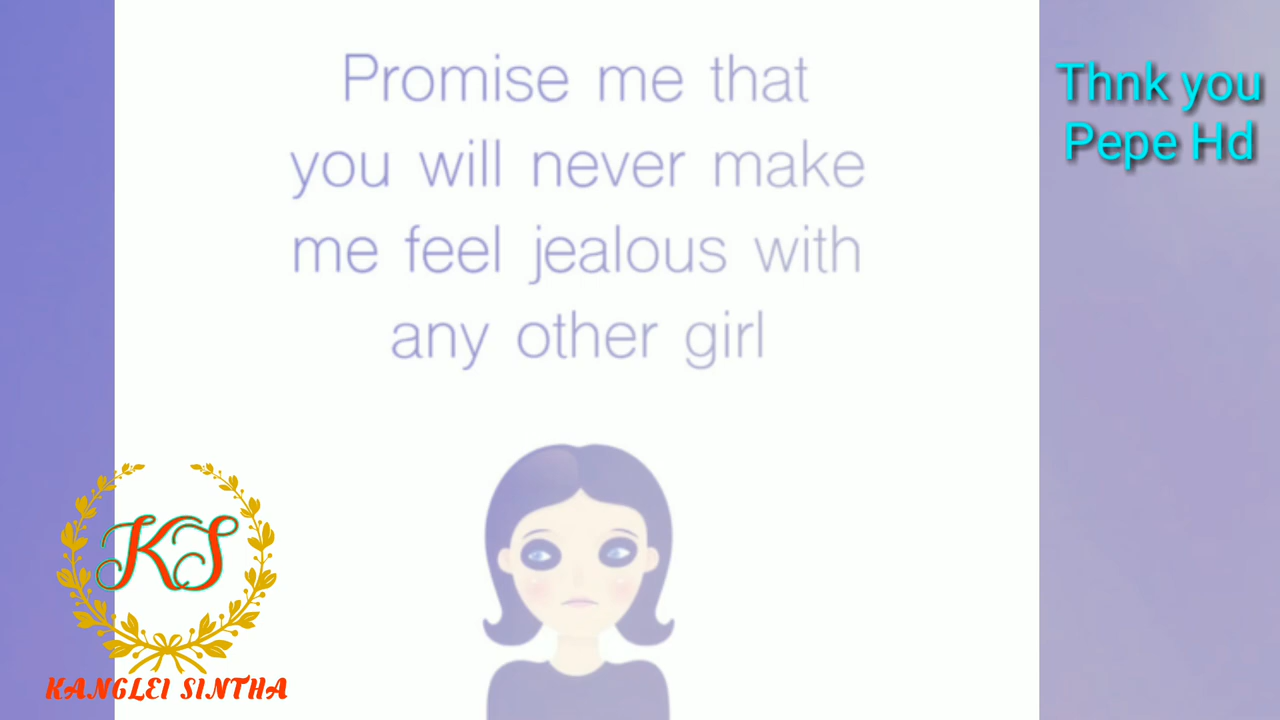 Promise me that
you will never make
me feel jealous with
any other girl
Thnk you
Pepe Hd
KS
KANGLEI SINTHA